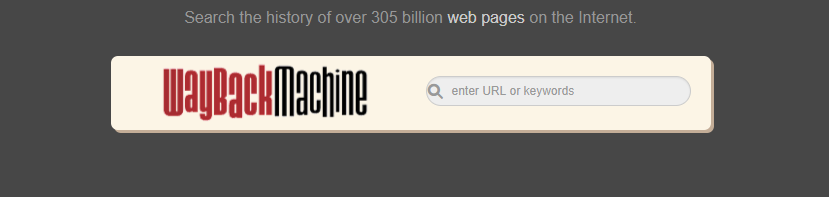 Search the history of over 305 billion web pages on the Internet.
WayBackMachine
enter URL or keywords